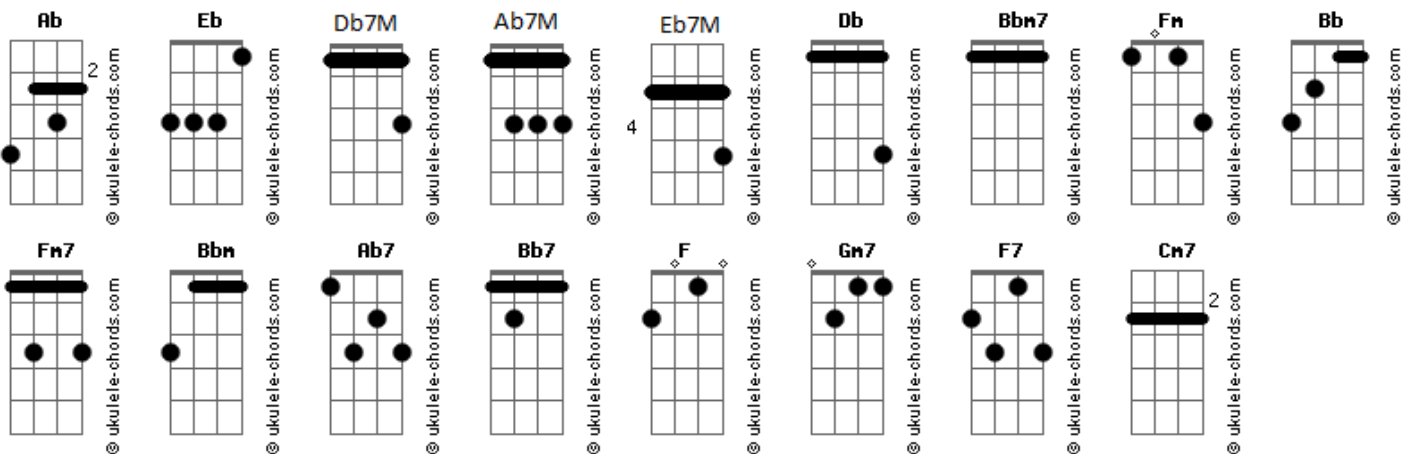 Ab Eb Db7M Ab7M Eb7M Db Bbm7 Fm Bb
2
4
© ukulele-chords.com © ukulele-chords.com © ukulele-chords.com © ukulele-chords.com © ukulele-chords.com © ukulele-chords.com © ukulele-chords.com © ukulele-chords.com © ukulele-chords.com
Fm7 Bbm Ab7 Bb7 F Gm7 F7 Cm7
2
© ukulele-chords.com © ukulele-chords.com © ukulele-chords.com © ukulele-chords.com © ukulele-chords.com © ukulele-chords.com © ukulele-chords.com © ukulele-chords.com